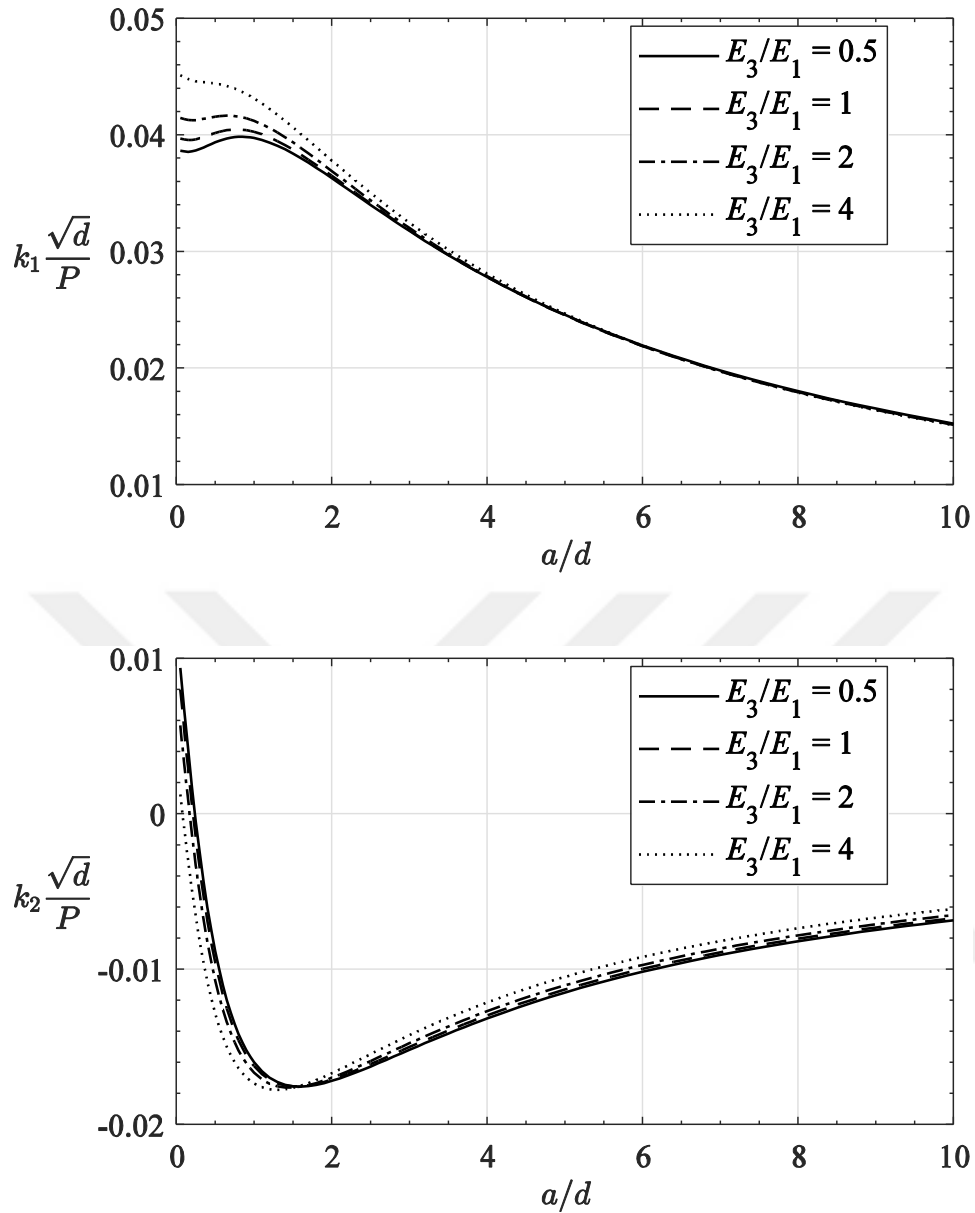 0.05
0.04
0.03
0.02
0.01
k₁ √d/P
E₃/E₁ = 0.5
E₃/E₁ = 1
E₃/E₁ = 2
E₃/E₁ = 4
0 2 4 6 8 10
a/d
0.01
0
-0.01
-0.02
k₂ √d/P
E₃/E₁ = 0.5
E₃/E₁ = 1
E₃/E₁ = 2
E₃/E₁ = 4
0 2 4 6 8 10
a/d